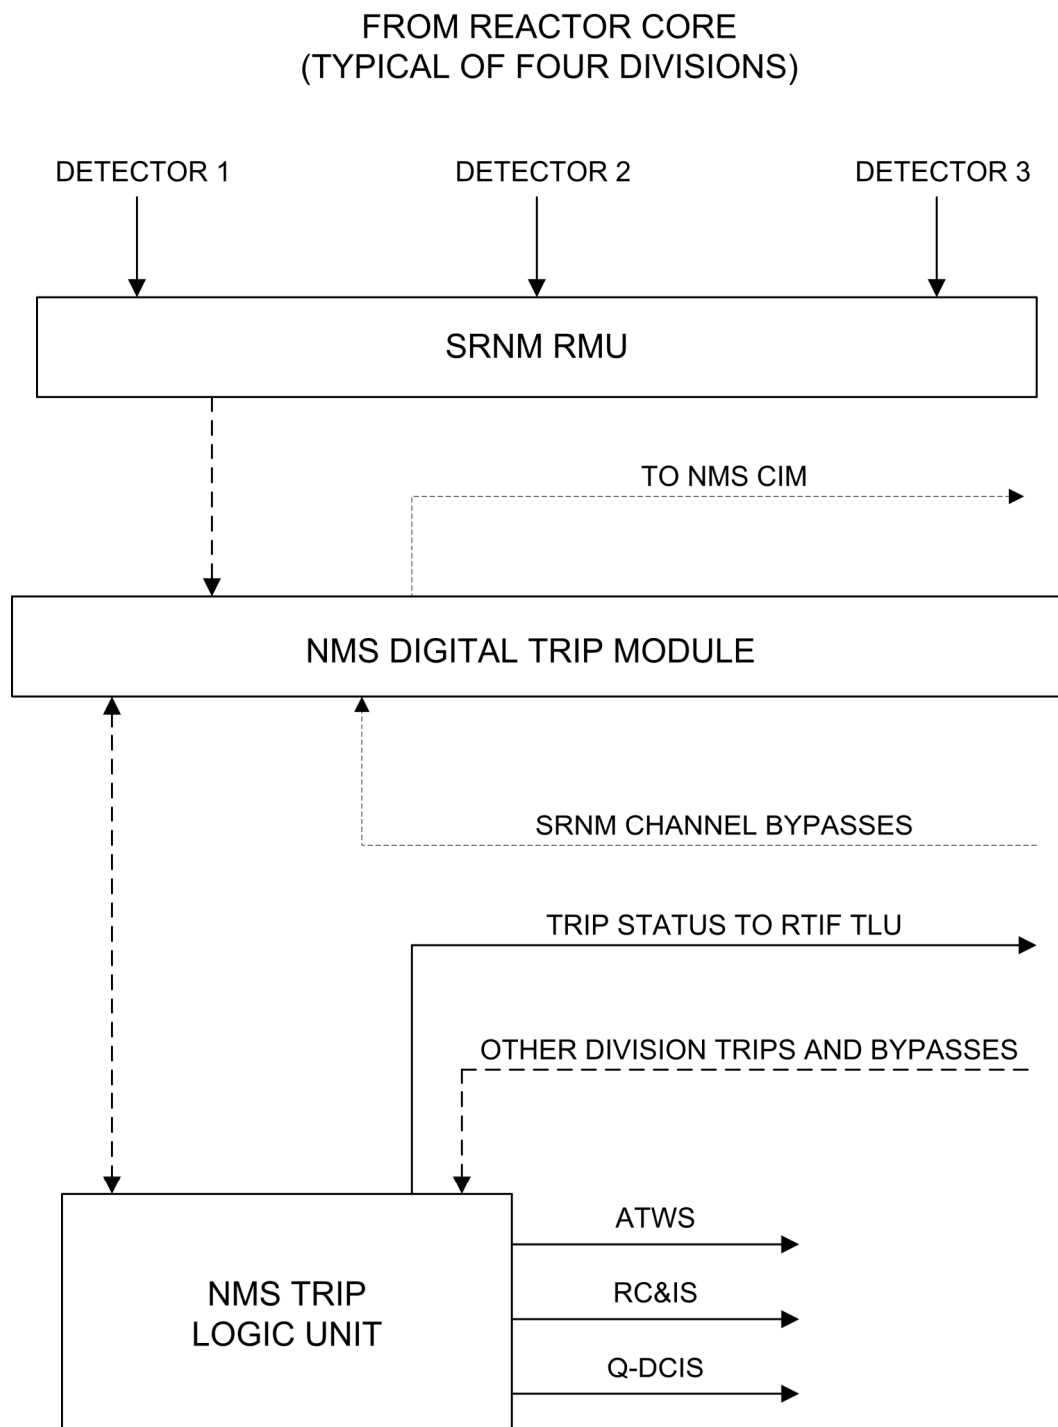 FROM REACTOR CORE
(TYPICAL OF FOUR DIVISIONS)
DETECTOR 1
DETECTOR 2
DETECTOR 3
SRNM RMU
TO NMS CIM
NMS DIGITAL TRIP MODULE
SRNM CHANNEL BYPASSES
TRIP STATUS TO RTIF TLU
OTHER DIVISION TRIPS AND BYPASSES
ATWS
RC&IS
Q-DCIS
NMS TRIP
LOGIC UNIT